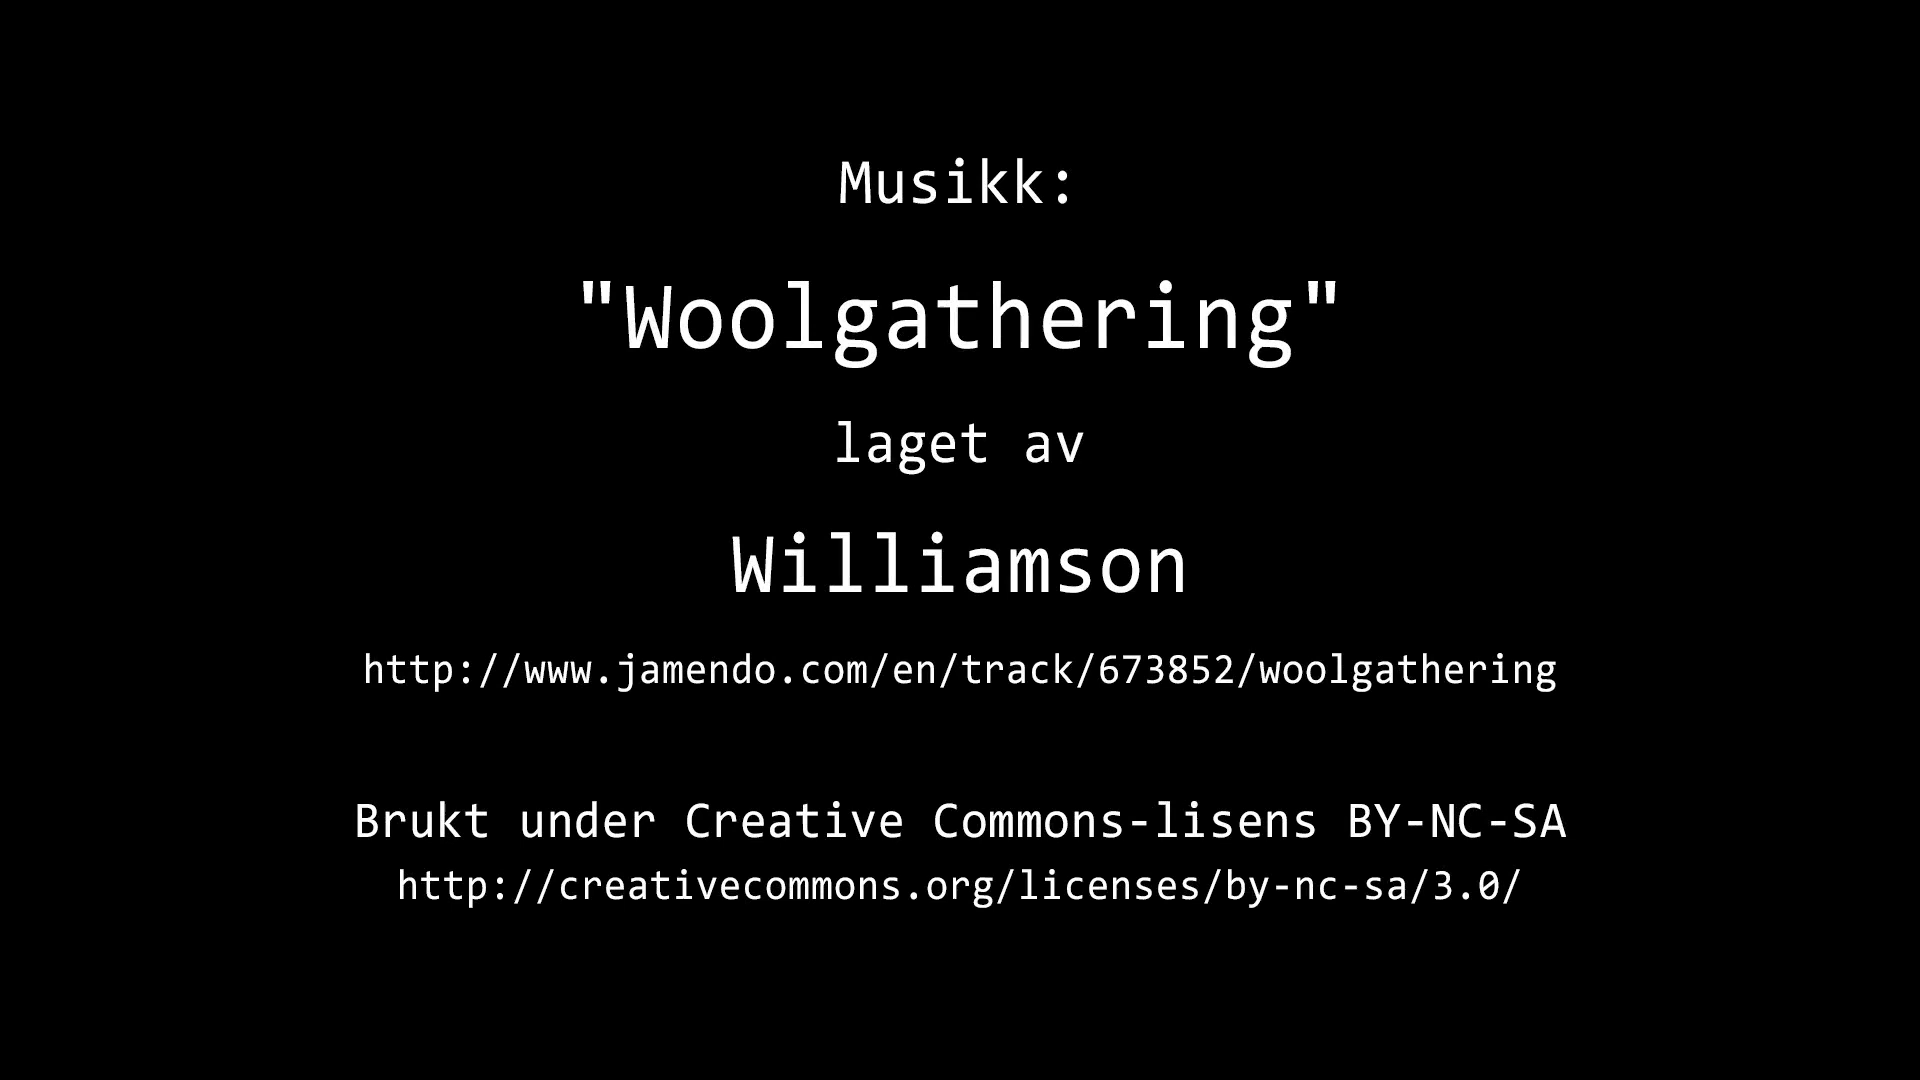 Musikk:
"Woolgathering"
laget av
Williamson
http://www.jamendo.com/en/track/673852/woolgathering
Brukt under Creative Commons-lisens BY-NC-SA
http://creativecommons.org/licenses/by-nc-sa/3.0/